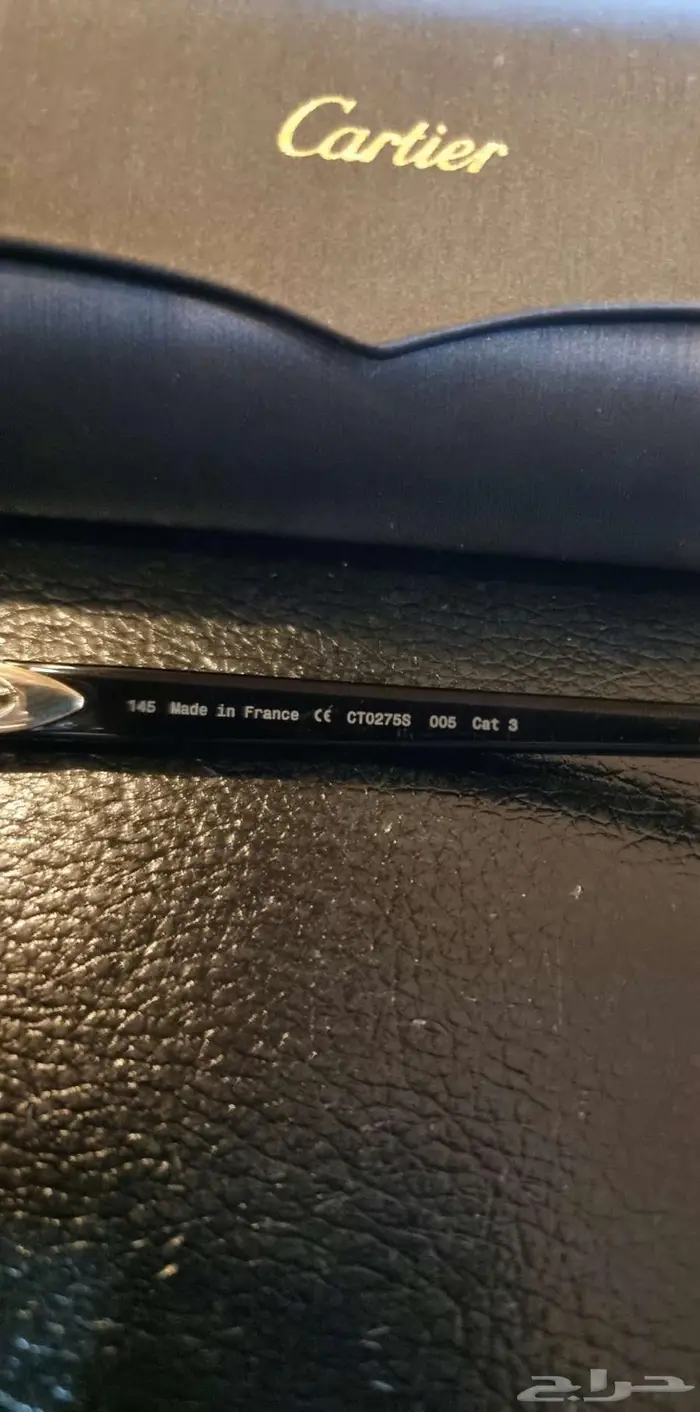 Cartier
145 Made in France CE CT0275S 005 Cat 3
حراج